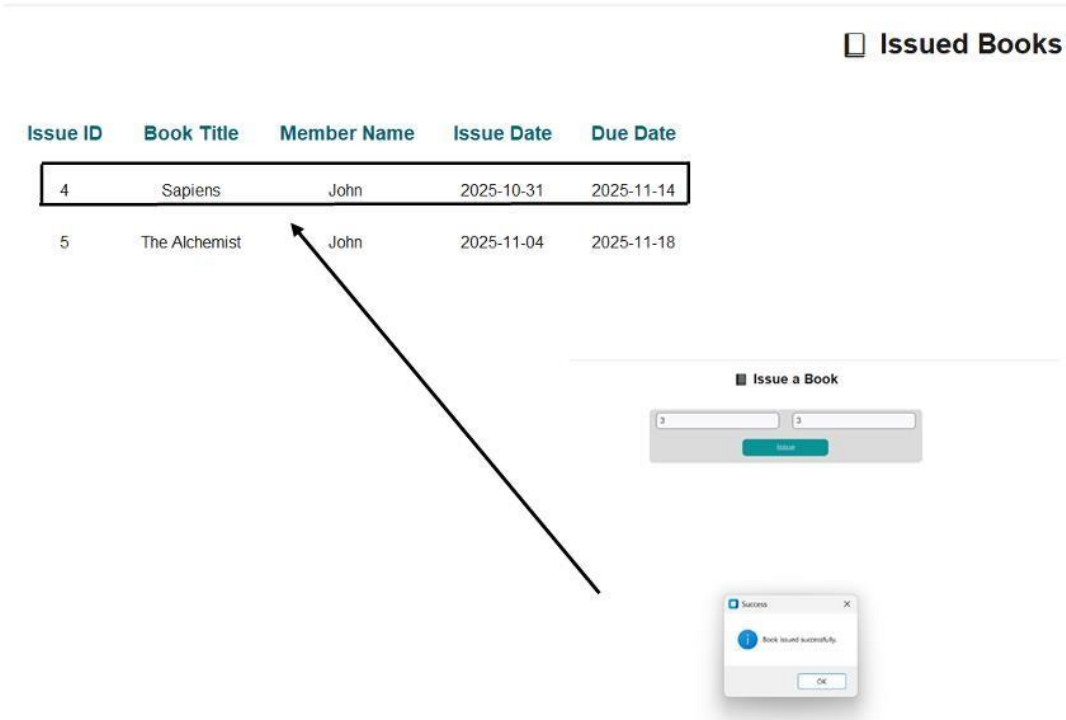 Issued Books
Issue ID Book Title Member Name Issue Date Due Date
4 Sapiens John 2025-10-31 2025-11-14
5 The Alchemist John 2025-11-04 2025-11-18
Issue a Book
3 3
Issue
Success
Book issued successfully.
OK